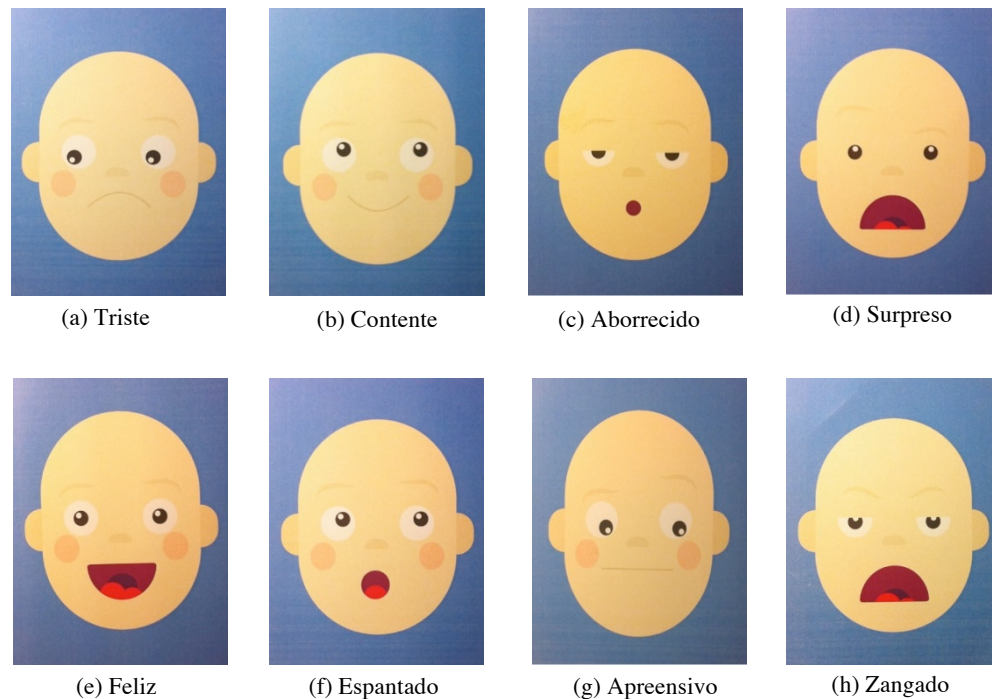 (a) Triste
(b) Contente
(c) Aborrecido
(d) Surpreso
(e) Feliz
(f) Espantado
(g) Apreensivo
(h) Zangado